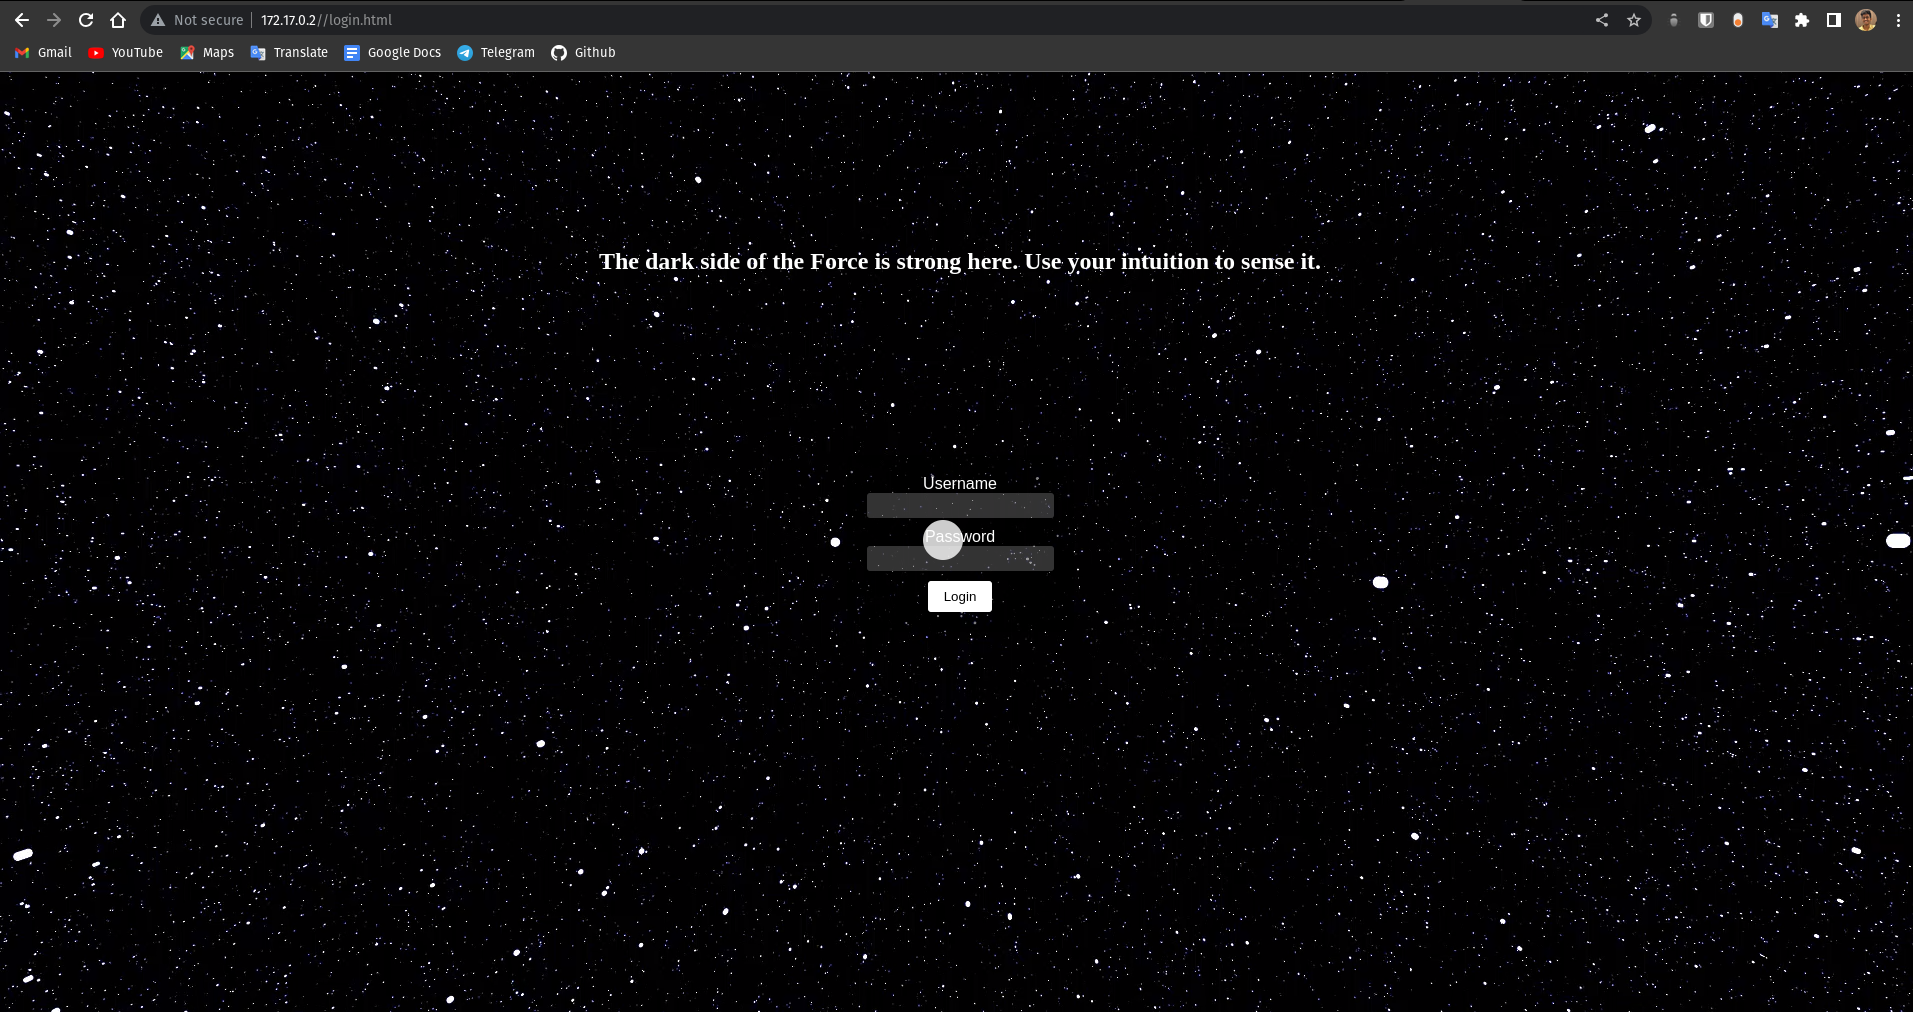 Not secure 172.17.0.2//login.html
Gmail YouTube Maps Translate Google Docs Telegram Github
The dark side of the Force is strong here. Use your intuition to sense it.
Username
Password
Login